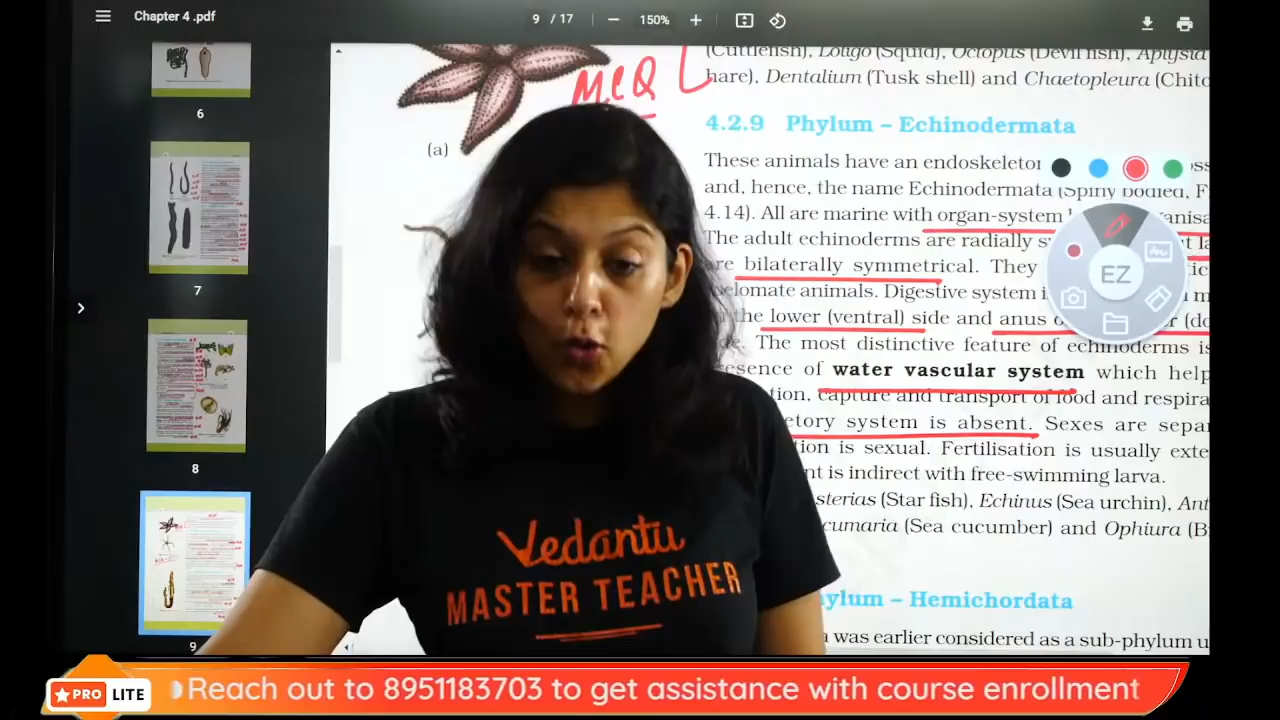 Chapter 4 .pdf
9 / 17
150%
6
7
8
9
MCQ
(a)
(Cuttlefish), Loligo (Squid), Octopus (Devil fish), Aplysia
hare), Dentalium (Tusk shell) and Chaetopleura (Chito
4.2.9 Phylum – Echinodermata
These animals have an endoskeleton
and, hence, the name Echinodermata (Spiny bodied, F
4.14). All are marine with organ-system
The adult echinoderms are radially
are bilaterally symmetrical. They
coelomate animals. Digestive system
the lower (ventral) side and anus
The most distinctive feature of echinoderms is
presence of water vascular system which help
capture and transport of food and respira
etory system is absent. Sexes are sepa
tion is sexual. Fertilisation is usually exte
nt is indirect with free-swimming larva.
sterias (Star fish), Echinus (Sea urchin), Ant
cumaria (Sea cucumber) and Ophiura (B
ylum – Hemichordata
was earlier considered as a sub-phylum u
EZ
Vedantu
MASTER TEACHER
PRO LITE
Reach out to 8951183703 to get assistance with course enrollment